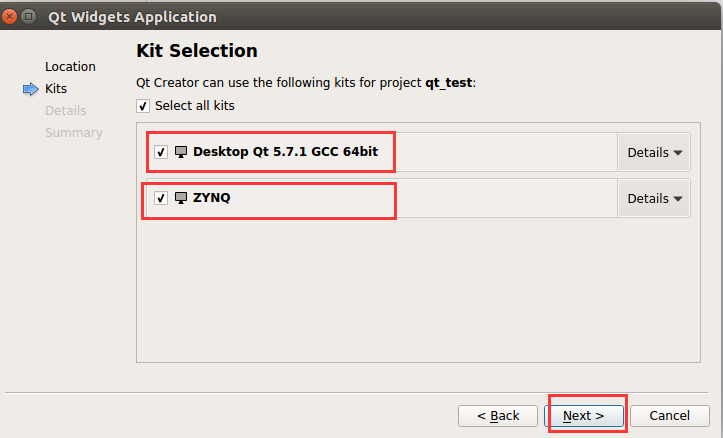 Qt Widgets Application
Location
Kits
Details
Summary
Kit Selection
Qt Creator can use the following kits for project qt_test:
Select all kits
Desktop Qt 5.7.1 GCC 64bit
Details
ZYNQ
Details
< Back
Next >
Cancel